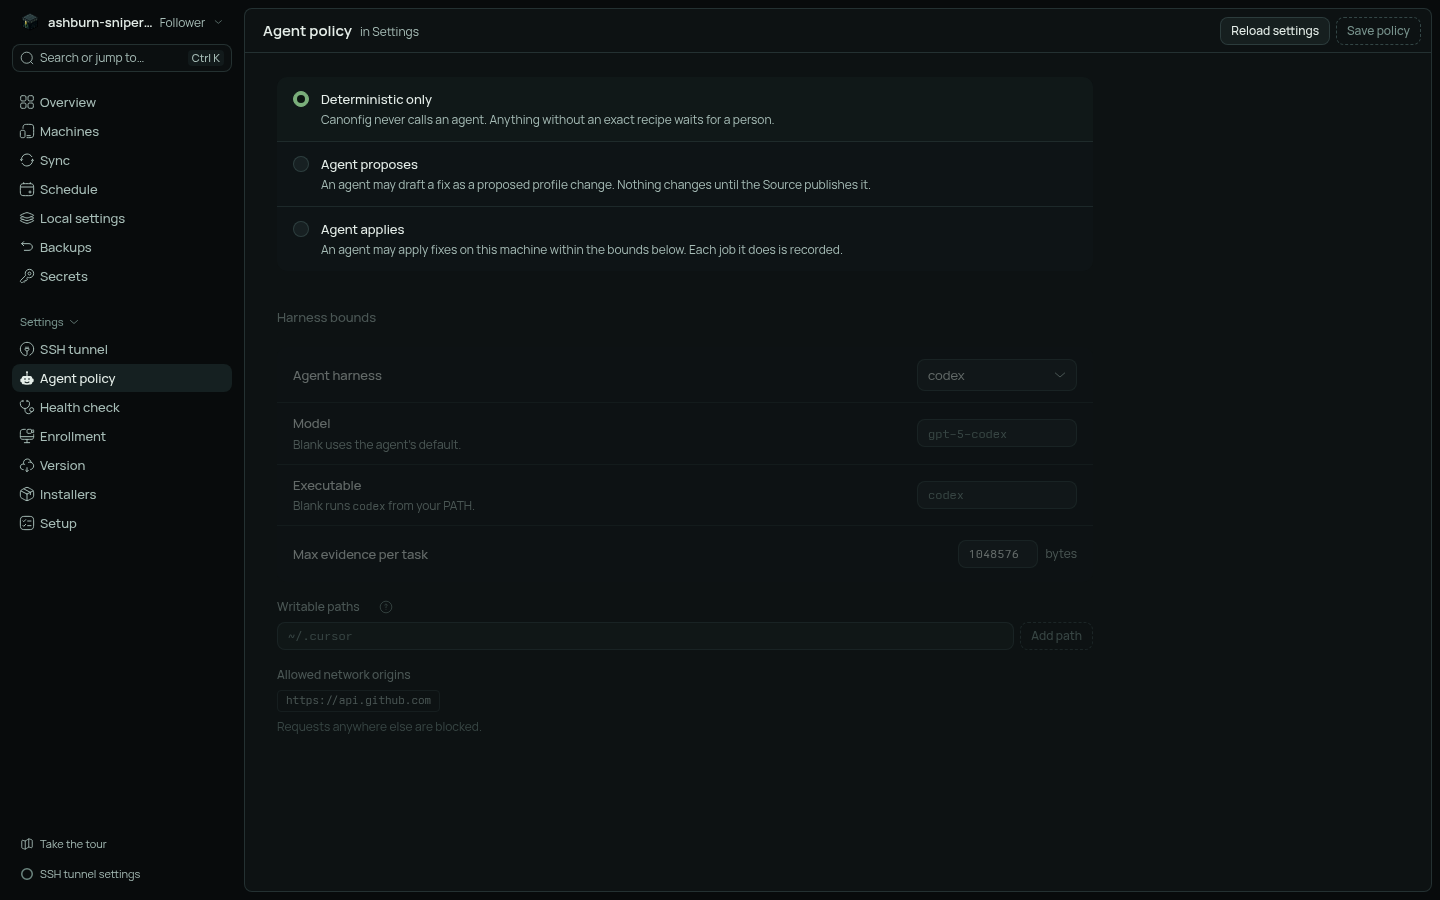 ashburn-sniper... Follower
Search or jump to... Ctrl K
Overview
Machines
Sync
Schedule
Local settings
Backups
Secrets
Settings
SSH tunnel
Agent policy
Health check
Enrollment
Version
Installers
Setup
Take the tour
SSH tunnel settings
Agent policy in Settings
Reload settings
Save policy
Deterministic only
Canonfig never calls an agent. Anything without an exact recipe waits for a person.
Agent proposes
An agent may draft a fix as a proposed profile change. Nothing changes until the Source publishes it.
Agent applies
An agent may apply fixes on this machine within the bounds below. Each job it does is recorded.
Harness bounds
Agent harness
codex
Model
Blank uses the agent's default.
gpt-5-codex
Executable
Blank runs codex from your PATH.
codex
Max evidence per task
1048576 bytes
Writable paths ?
~/.cursor
Add path
Allowed network origins
https://api.github.com
Requests anywhere else are blocked.